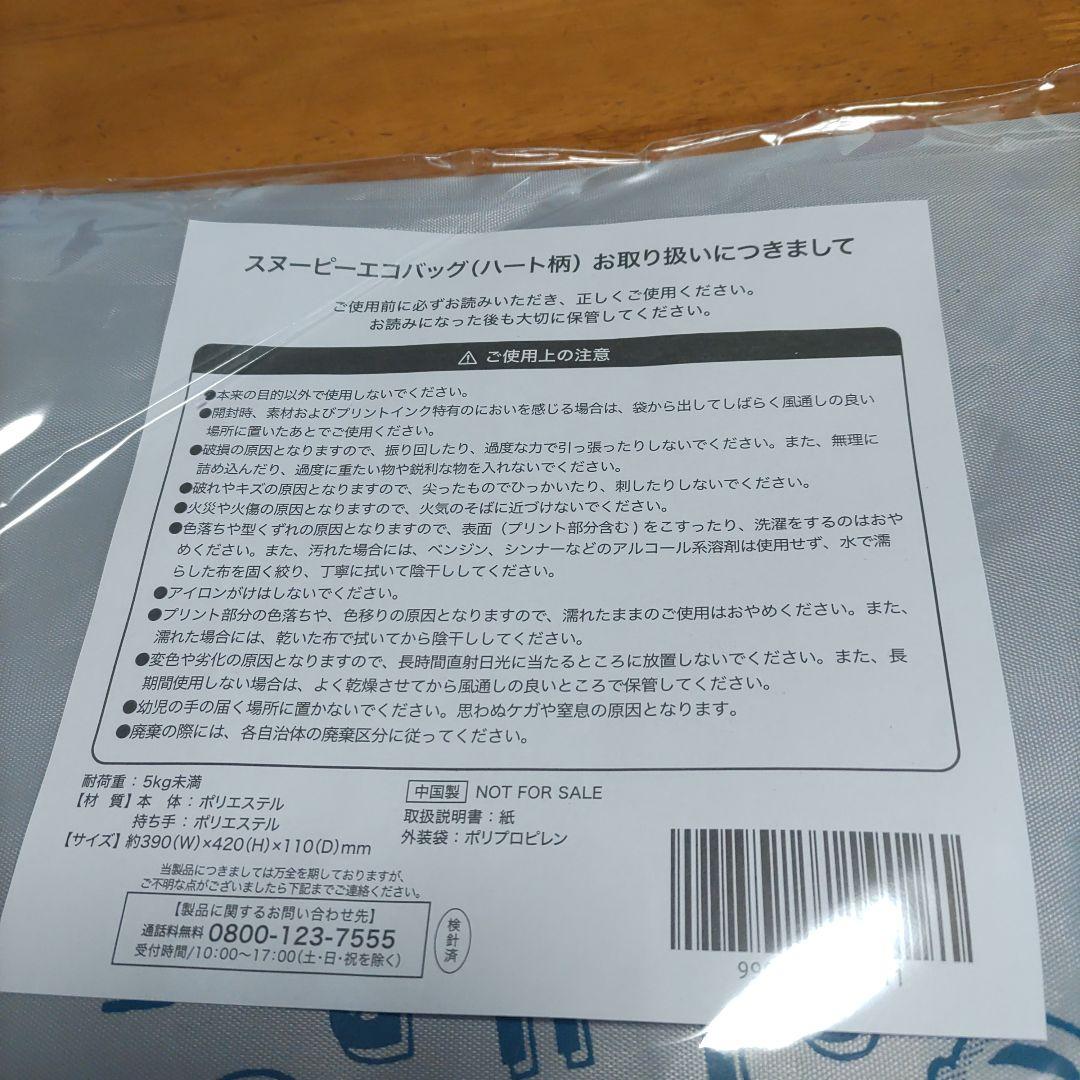 スヌーピーエコバッグ(ハート柄) お取り扱いにつきまして
ご使用前に必ずお読みいただき、正しくご使用ください。
お読みになった後も大切に保管してください。
⚠ ご使用上の注意
●本来の目的以外で使用しないでください。
●開封時、素材およびプリントインク特有のにおいを感じる場合は、袋から出してしばらく風通しの良い
場所に置いたあとでご使用ください。
●破損の原因となりますので、振り回したり、過度な力で引っ張ったりしないでください。また、無理に
詰め込んだり、過度に重たい物や鋭利な物を入れないでください。
●破れやキズの原因となりますので、尖ったものでひっかいたり、刺したりしないでください。
●火災や火傷の原因となりますので、火気のそばに近づけないでください。
●色落ちや型くずれの原因となりますので、表面 (プリント部分含む) をこすったり、洗濯をするのはおや
めください。また、汚れた場合には、ベンジン、シンナーなどのアルコール系溶剤は使用せず、水で濡
らした布を固く絞り、丁寧に拭いて陰干ししてください。
●アイロンがけはしないでください。
●プリント部分の色落ちや、色移りの原因となりますので、濡れたままのご使用はおやめください。また、
濡れた場合には、乾いた布で拭いてから陰干ししてください。
●変色や劣化の原因となりますので、長時間直射日光に当たるところに放置しないでください。また、長
期間使用しない場合は、よく乾燥させてから風通しの良いところで保管してください。
●幼児の手の届く場所に置かないでください。思わぬケガや窒息の原因となります。
●廃棄の際には、各自治体の廃棄区分に従ってください。
耐荷重：5kg未満
【材 質】本 体：ポリエステル
持ち手：ポリエステル
【サイズ】約390(W)×420(H)×110(D)mm
中国製 NOT FOR SALE
取扱説明書：紙
外装袋：ポリプロピレン
当製品につきましては万全を期しておりますが、
ご不明な点がございましたら下記までご連絡ください。
【製品に関するお問い合わせ先】
通話料無料 0800-123-7555
受付時間/10:00〜17:00(土・日・祝を除く)
検針済